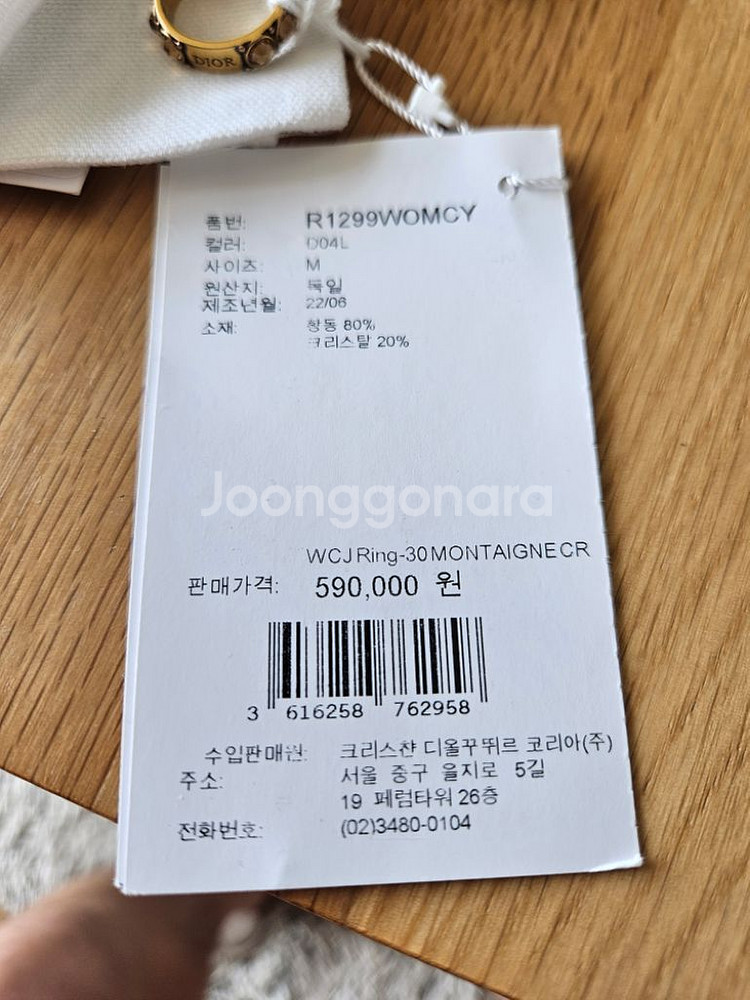 DIOR
품번: R1299WOMCY
컬러: D04L
사이즈: M
원산지: 독일
제조년월: 22/06
소재: 황동 80%
크리스탈 20%
Joonggonara
WCJ Ring-30 MONTAIGNE CR
판매가격: 590,000 원
3 616258 762958
수입판매원: 크리스챤 디올꾸뛰르 코리아(주)
주소: 서울 중구 을지로 5길
19 페럼타워 26층
전화번호: (02)3480-0104